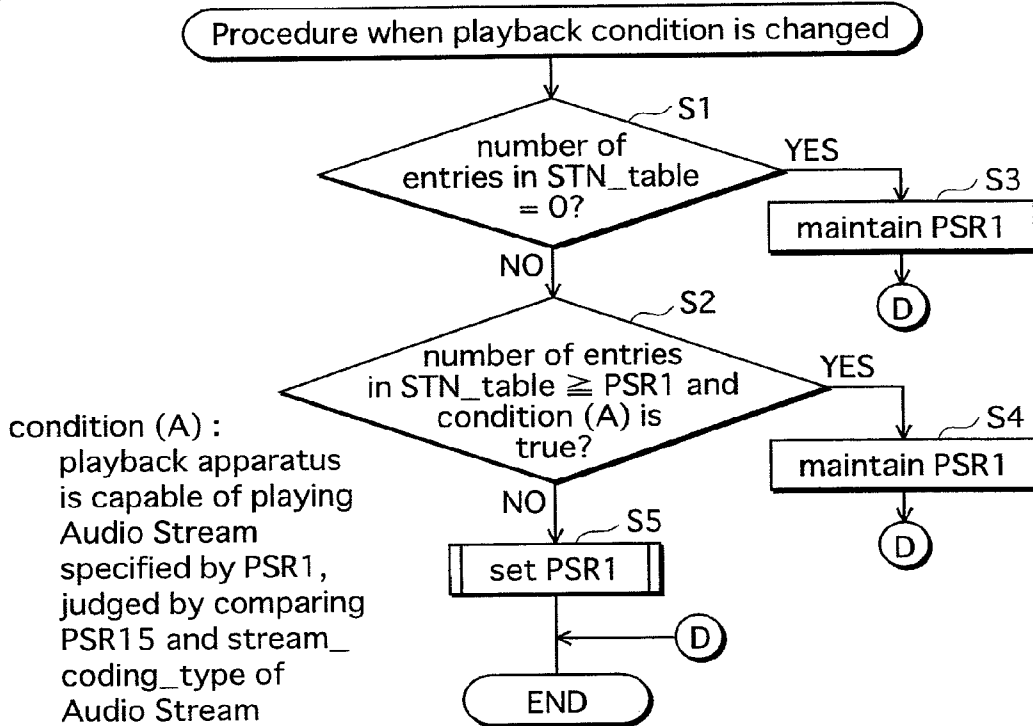 Procedure when playback condition is changed
S1
number of
entries in STN_table
= 0?
YES
S3
maintain PSR1
D
NO
S2
number of entries
in STN_table ≧ PSR1 and
condition (A) is
true?
YES
S4
maintain PSR1
D
NO
S5
set PSR1
D
END
condition (A) :
playback apparatus
is capable of playing
Audio Stream
specified by PSR1,
judged by comparing
PSR15 and stream_
coding_type of
Audio Stream